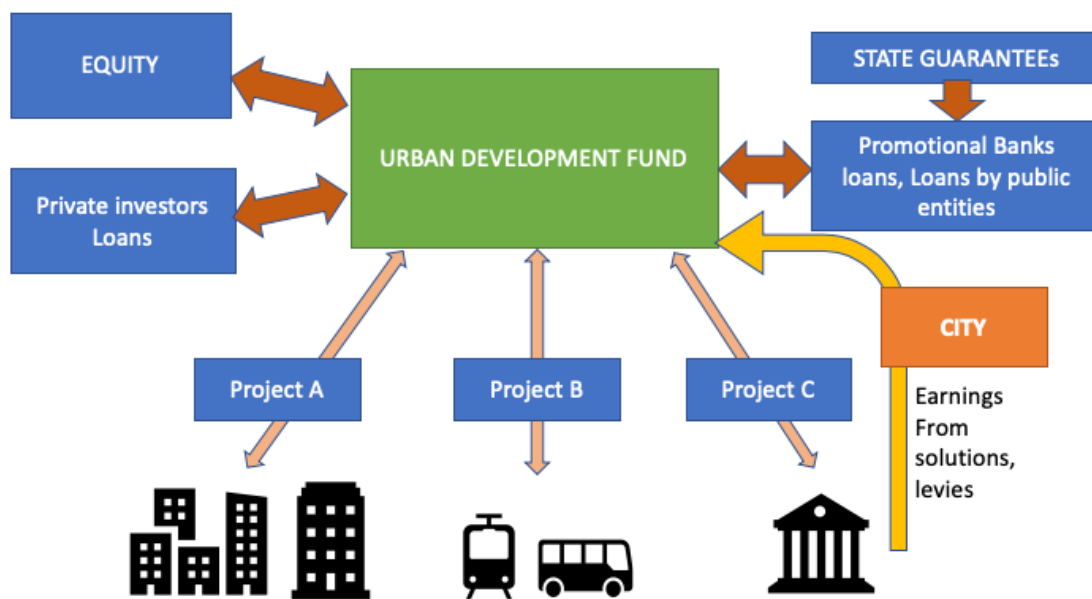 EQUITY
STATE GUARANTEEs
URBAN DEVELOPMENT FUND
Promotional Banks
loans, Loans by public
entities
Private investors
Loans
CITY
Project A
Project B
Project C
Earnings
From
solutions,
levies